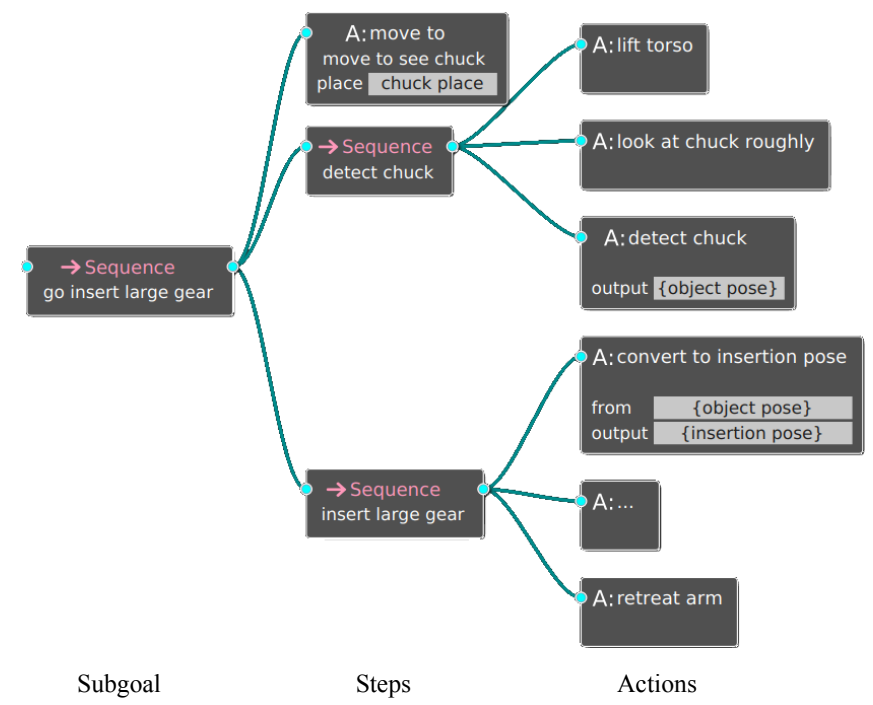 A: move to
move to see chuck
place chuck place
A: lift torso
→ Sequence
detect chuck
A: look at chuck roughly
A: detect chuck
output {object pose}
→ Sequence
go insert large gear
A: convert to insertion pose
from {object pose}
output {insertion pose}
→ Sequence
insert large gear
A: ...
A: retreat arm
Subgoal Steps Actions